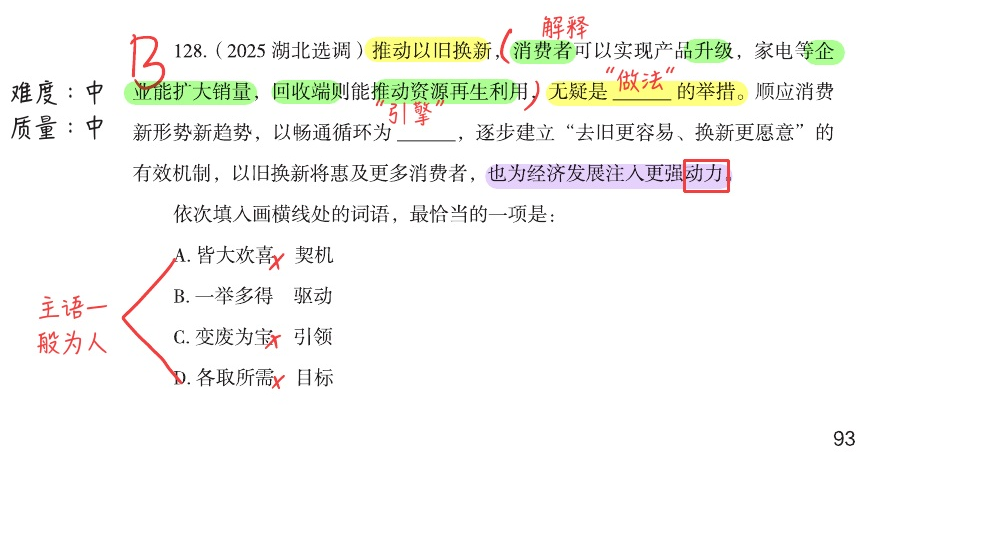 解释
B
128.（2025 湖北选调）推动以旧换新，（消费者可以实现产品升级，家电等企
难度：中
"做法"
业能扩大销量，回收端则能推动资源再生利用，）无疑是______的举措。顺应消费
质量：中
"引擎"
新形势新趋势，以畅通循环为______，逐步建立“去旧更容易、换新更愿意”的
有效机制，以旧换新将惠及更多消费者，也为经济发展注入更强动力。
依次填入画横线处的词语，最恰当的一项是：
A. 皆大欢喜× 契机
B. 一举多得 驱动
主语一
般为人
C. 变废为宝× 引领
D. 各取所需× 目标
93